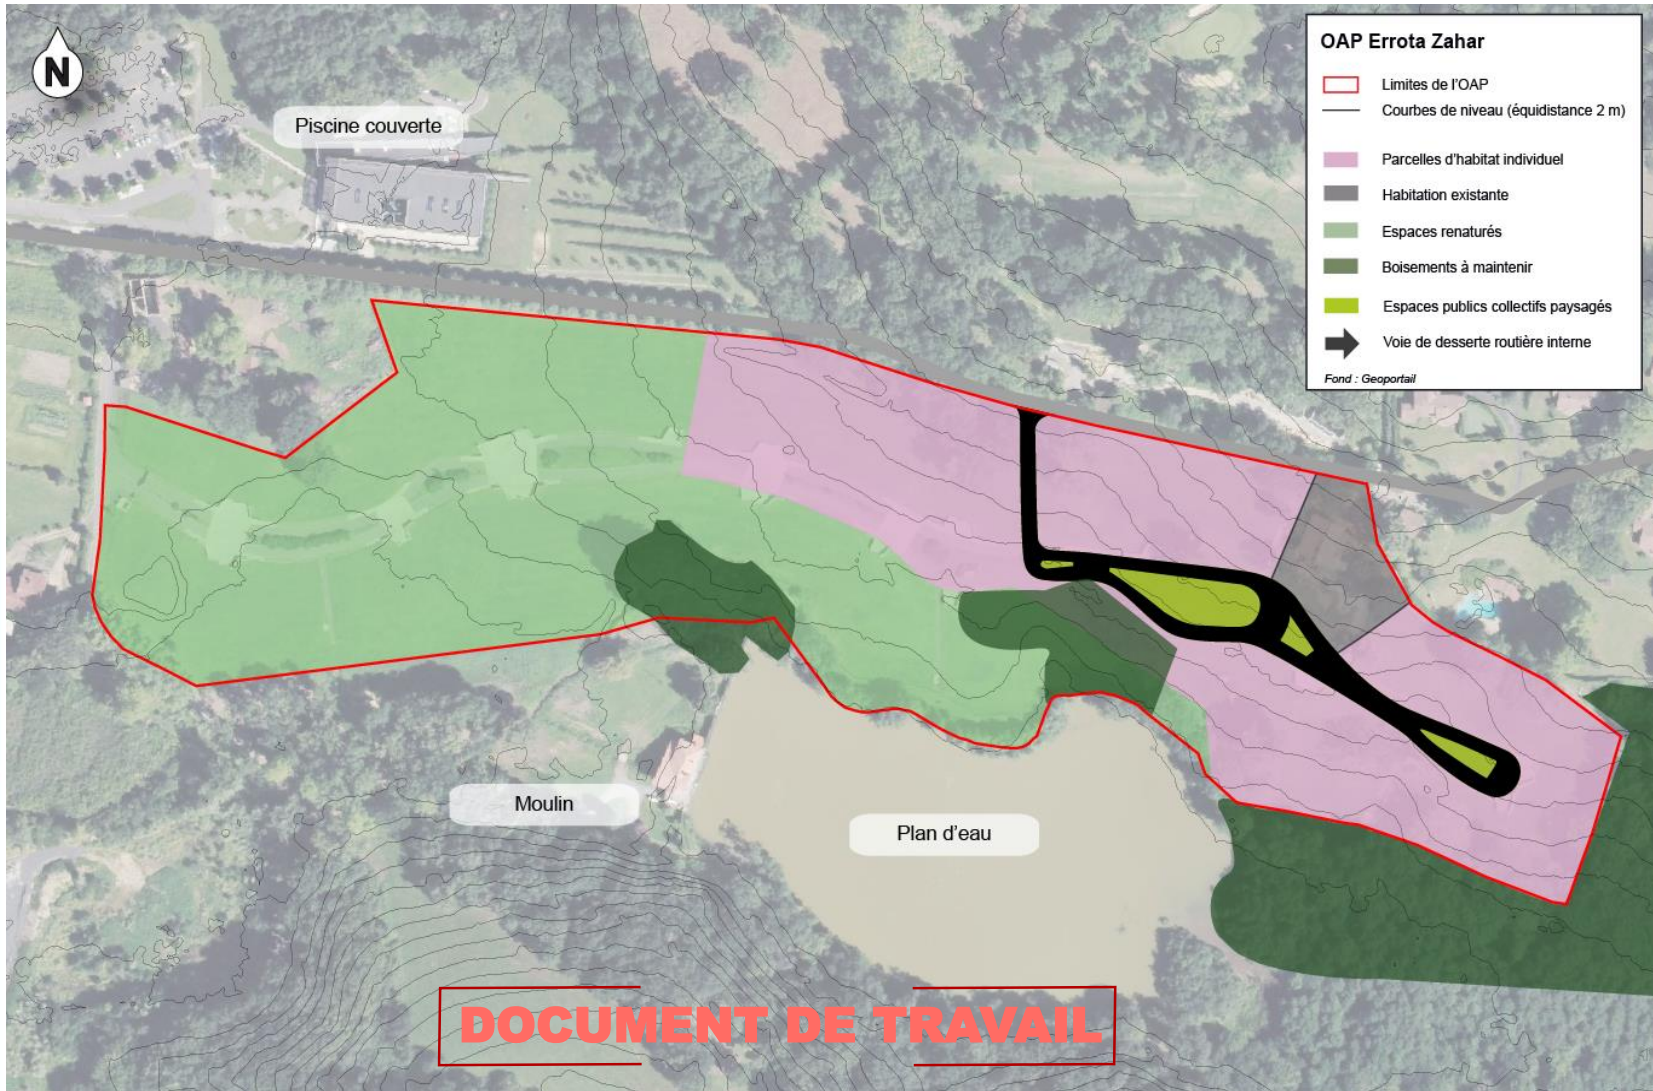 N
Piscine couverte
OAP Errota Zahar
Limites de l'OAP
Courbes de niveau (équidistance 2 m)
Parcelles d'habitat individuel
Habitation existante
Espaces renaturés
Boisements à maintenir
Espaces publics collectifs paysagés
Voie de desserte routière interne
Fond : Geoportail
Moulin
Plan d'eau
DOCUMENT DE TRAVAIL